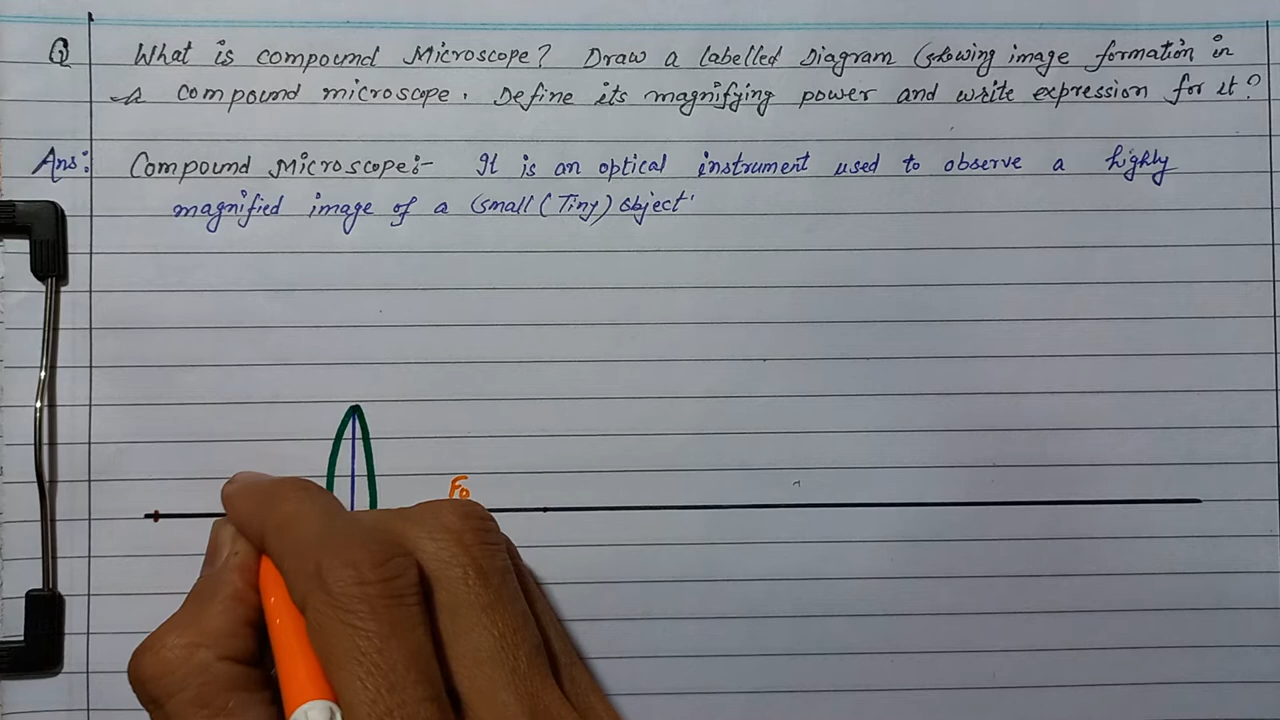 Q What is compound Microscope? Draw a labelled Diagram showing image formation in
a compound microscope. Define its magnifying power and write expression for it?
Ans: Compound Microscope:- It is an optical instrument used to observe a highly
magnified image of a small (Tiny) object.
Fo